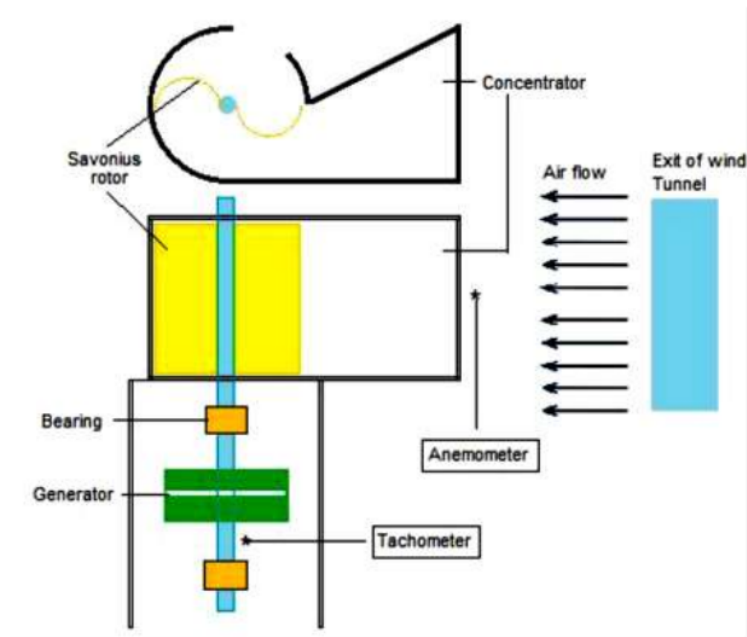 Concentrator
Savonius
rotor
Air flow
Exit of wind
Tunnel
Bearing
Anemometer
Generator
Tachometer